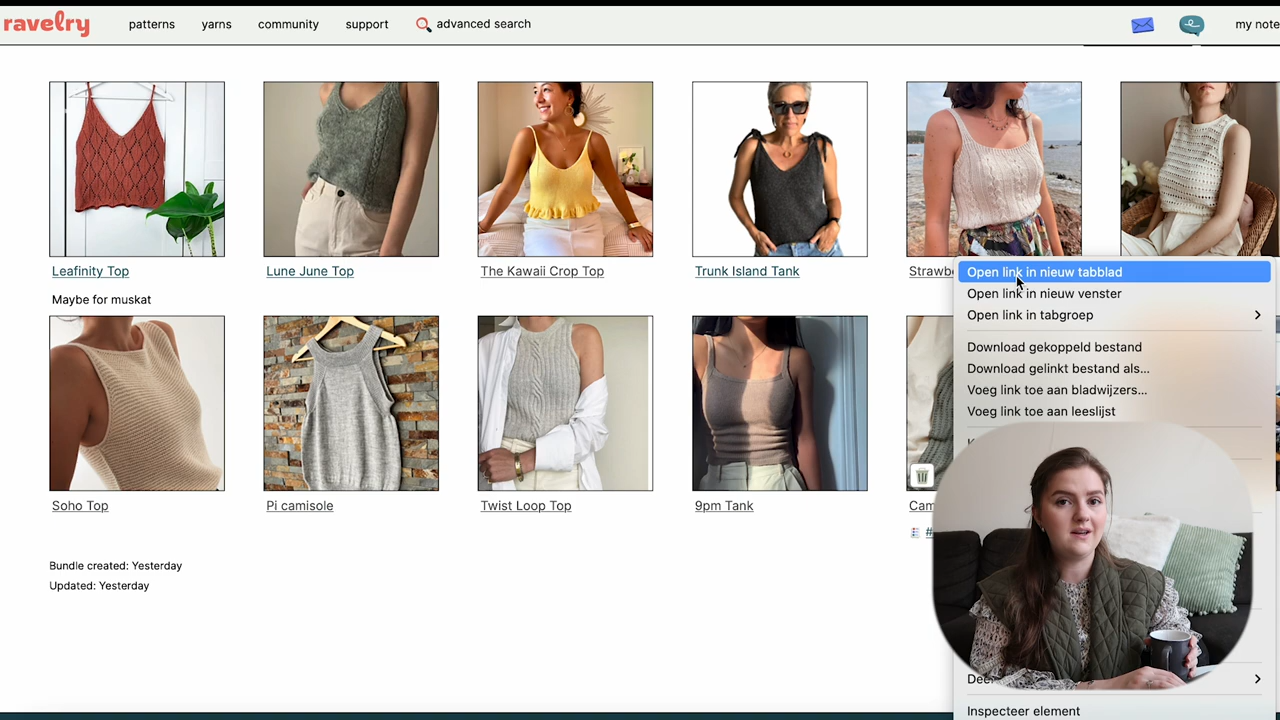 ravelry
patterns
yarns
community
support
advanced search
my note
Leafinity Top
Lune June Top
The Kawaii Crop Top
Trunk Island Tank
Strawbe
Maybe for muskat
Soho Top
Pi camisole
Twist Loop Top
9pm Tank
Cam
#
Bundle created: Yesterday
Updated: Yesterday
Open link in nieuw tabblad
Open link in nieuw venster
Open link in tabgroep
Download gekoppeld bestand
Download gelinkt bestand als...
Voeg link toe aan bladwijzers...
Voeg link toe aan leeslijst
Deel
Inspecteer element